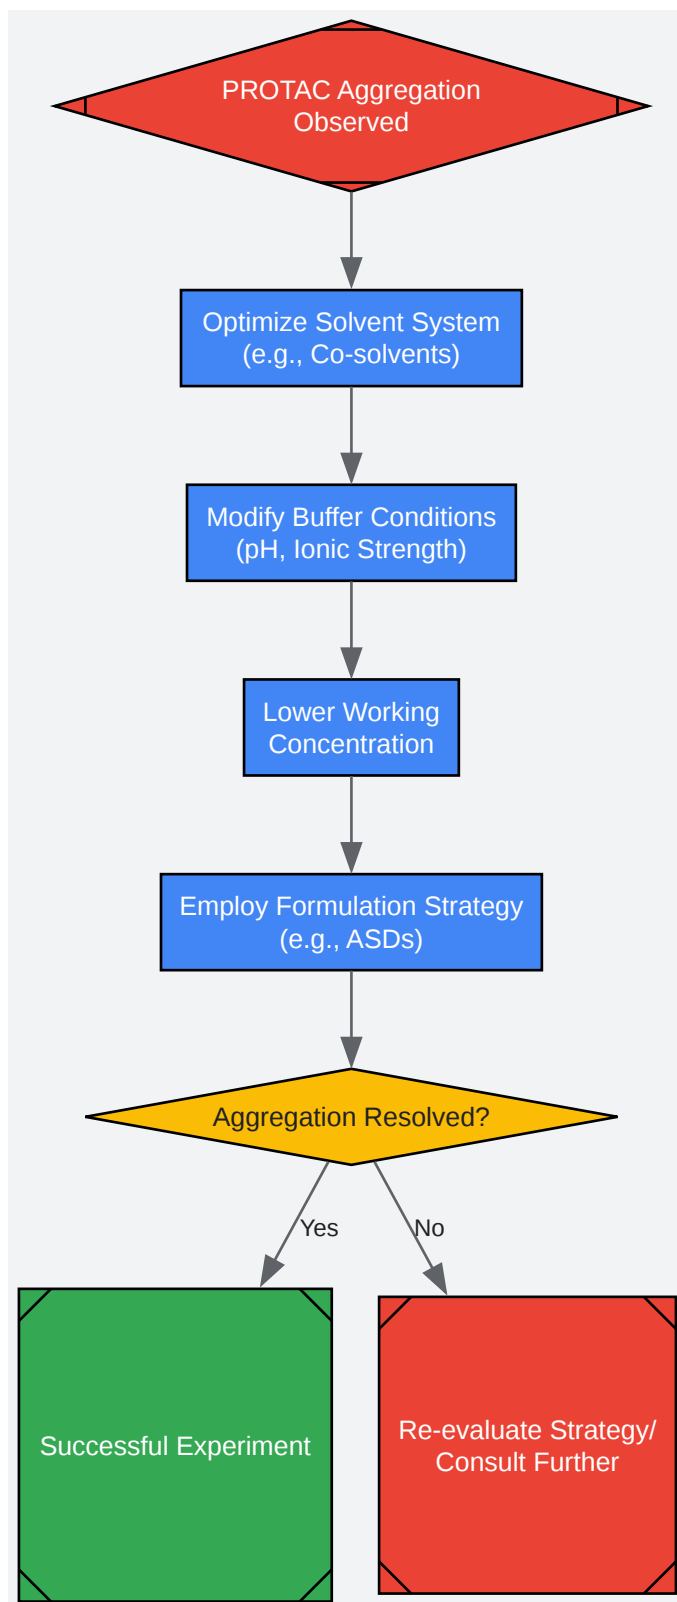 PROTAC Aggregation
Observed
Optimize Solvent System
(e.g., Co-solvents)
Modify Buffer Conditions
(pH, Ionic Strength)
Lower Working
Concentration
Employ Formulation Strategy
(e.g., ASDs)
Aggregation Resolved?
Yes
No
Successful Experiment
Re-evaluate Strategy/
Consult Further